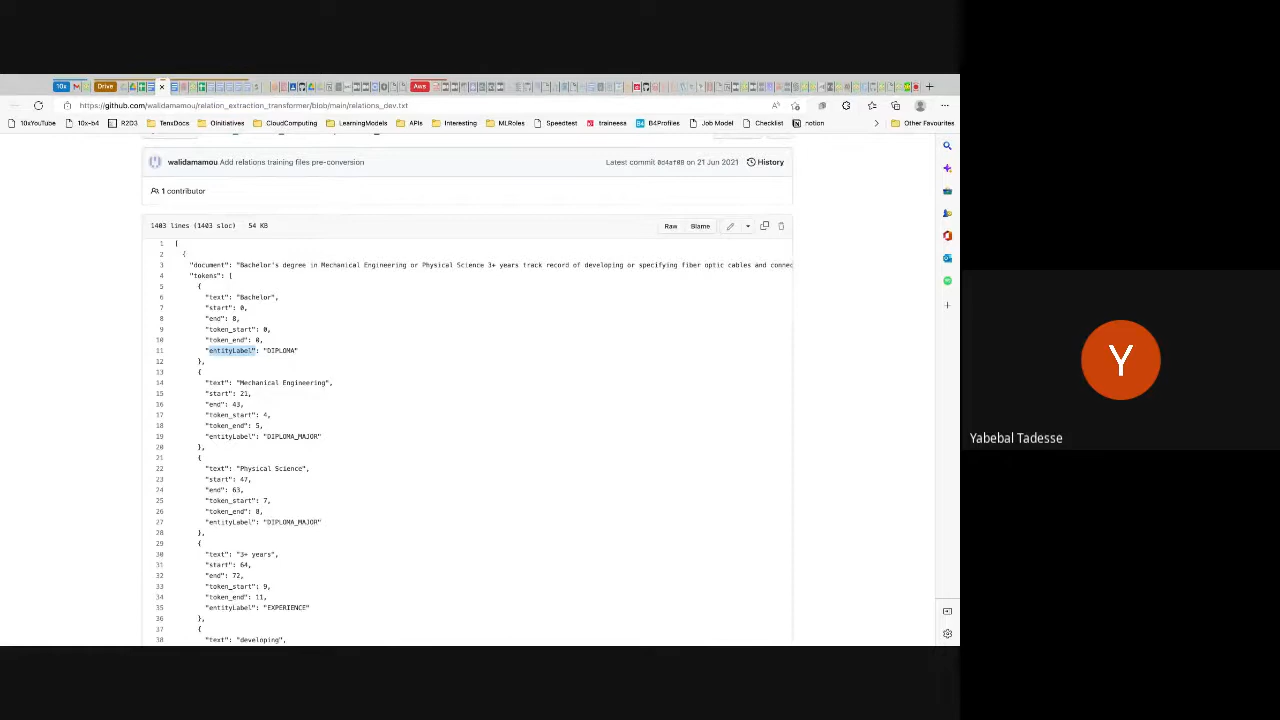 10x
Drive
Aws
https://github.com/walidamamou/relation_extraction_transformer/blob/main/relations_dev.txt
10xYouTube 10x-b4 R2D3 TenxDocs OInitiatives CloudComputing LearningModels APIs Interesting MLRoles Speedtest traineess B4Profiles Job Model Checklist notion Other Favourites
walidamamou Add relations training files pre-conversion Latest commit 0d4af09 on 21 Jun 2021 History
1 contributor
1403 lines (1403 sloc) 54 KB Raw Blame
1 [
2 {
3 "document": "Bachelor's degree in Mechanical Engineering or Physical Science 3+ years track record of developing or specifying fiber optic cables and connec
4 "tokens": [
5 {
6 "text": "Bachelor",
7 "start": 0,
8 "end": 8,
9 "token_start": 0,
10 "token_end": 0,
11 "entityLabel": "DIPLOMA"
12 },
13 {
14 "text": "Mechanical Engineering",
15 "start": 21,
16 "end": 43,
17 "token_start": 4,
18 "token_end": 5,
19 "entityLabel": "DIPLOMA_MAJOR"
20 },
21 {
22 "text": "Physical Science",
23 "start": 47,
24 "end": 63,
25 "token_start": 7,
26 "token_end": 8,
27 "entityLabel": "DIPLOMA_MAJOR"
28 },
29 {
30 "text": "3+ years",
31 "start": 64,
32 "end": 72,
33 "token_start": 9,
34 "token_end": 11,
35 "entityLabel": "EXPERIENCE"
36 },
37 {
38 "text": "developing",
Y
Yabebal Tadesse